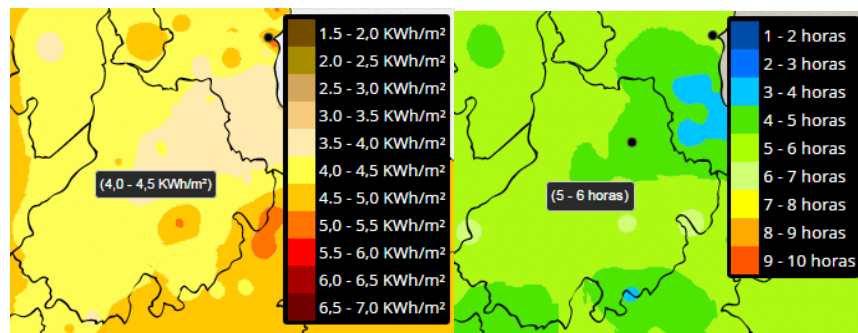 1.5 - 2,0 KWh/m²
2.0 - 2,5 KWh/m²
2.5 - 3,0 KWh/m²
3.0 - 3,5 KWh/m²
3.5 - 4,0 KWh/m²
4.0 - 4,5 KWh/m²
4.5 - 5,0 KWh/m²
5,0 - 5,5 KWh/m²
5.5 - 6,0 KWh/m²
6,0 - 6,5 KWh/m²
6,5 - 7,0 KWh/m²
(4,0 - 4,5 KWh/m²)
1 - 2 horas
2 - 3 horas
3 - 4 horas
4 - 5 horas
5 - 6 horas
6 - 7 horas
7 - 8 horas
8 - 9 horas
9 - 10 horas
(5 - 6 horas)